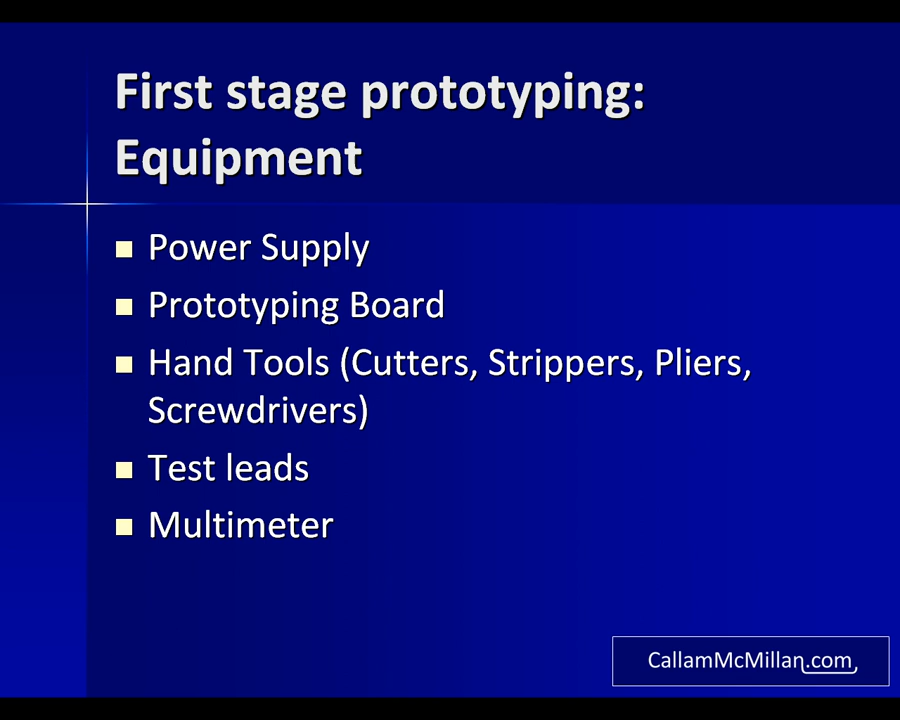 First stage prototyping:
Equipment
Power Supply
Prototyping Board
Hand Tools (Cutters, Strippers, Pliers,
Screwdrivers)
Test leads
Multimeter
CallamMcMillan.com